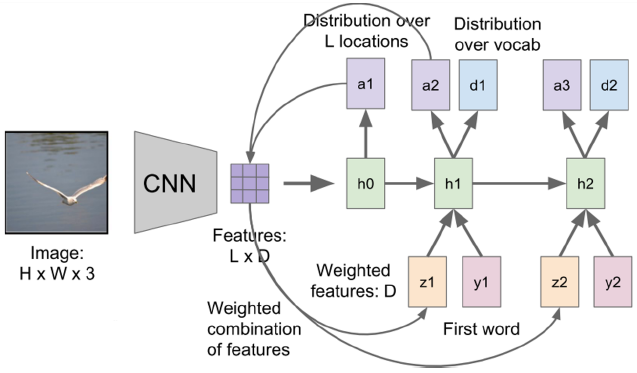 Distribution over
L locations
Distribution
over vocab
a1
a2
d1
a3
d2
CNN
h0
h1
h2
Image:
H x W x 3
Features:
L x D
Weighted
features: D
z1
y1
z2
y2
Weighted
combination
of features
First word